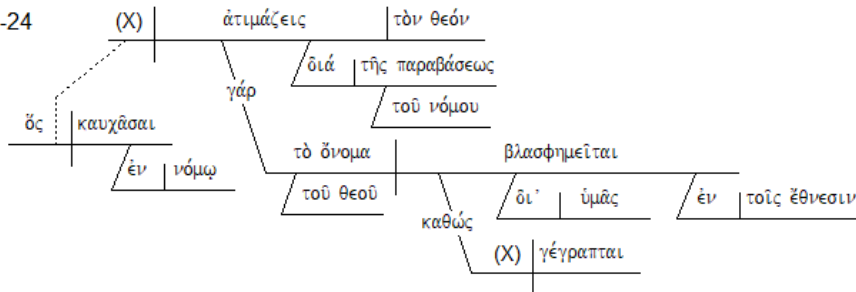 -24
(X) ἀτιμάζεις τὸν θεόν
διά τῆς παραβάσεως
γάρ
τοῦ νόμου
ὅς καυχᾶσαι
τὸ ὄνομα βλασφημεῖται
ἐν νόμῳ
τοῦ θεοῦ δι’ ὑμᾶς ἐν τοῖς ἔθνεσιν
καθώς
(X) γέγραπται